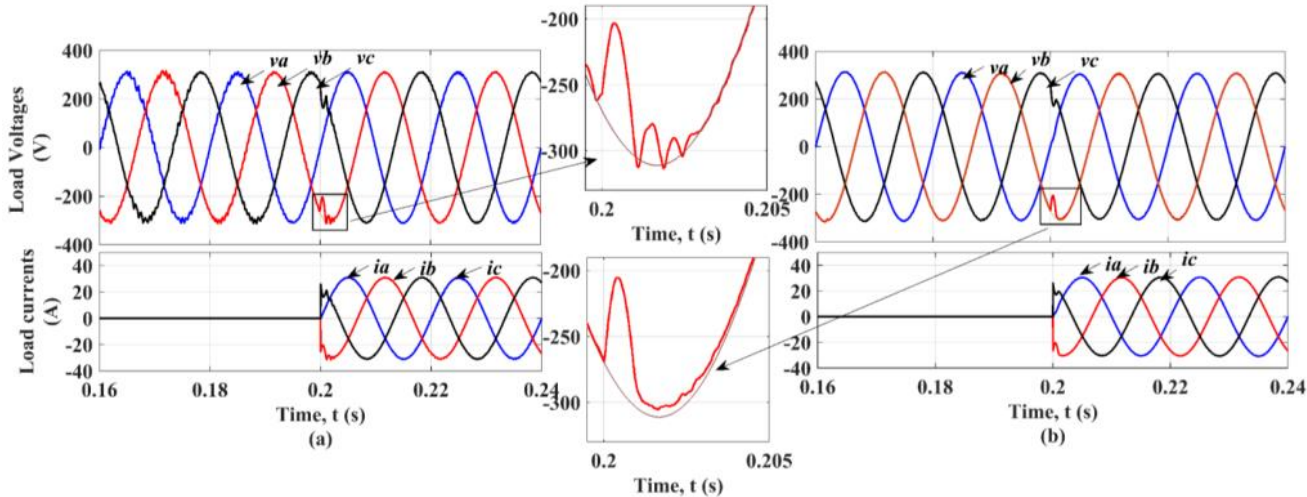 Load Voltages
(V)
400
200
0
-200
-400
va
vb
vc
Load currents
(A)
40
20
0
-20
-40
ia
ib
ic
0.16
0.18
0.2
0.22
0.24
Time, t (s)
(a)
-200
-250
-300
0.2
0.205
Time, t (s)
-200
-250
-300
0.2
0.205
Time, t (s)
400
200
0
-200
-400
va
vb
vc
40
20
0
-20
-40
ia
ib
ic
0.16
0.18
0.2
0.22
0.24
Time, t (s)
(b)